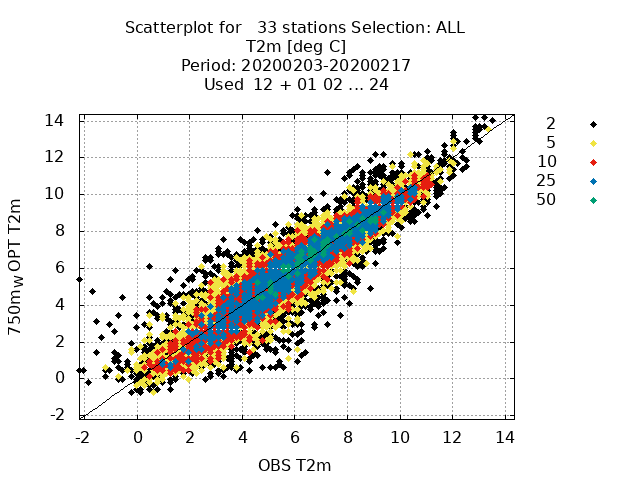 Scatterplot for 33 stations Selection: ALL
T2m [deg C]
Period: 20200203-20200217
Used 12 + 01 02 ... 24
14
12
10
8
6
4
2
0
-2
750mWOPT T2m
-2 0 2 4 6 8 10 12 14
OBS T2m
2
5
10
25
50